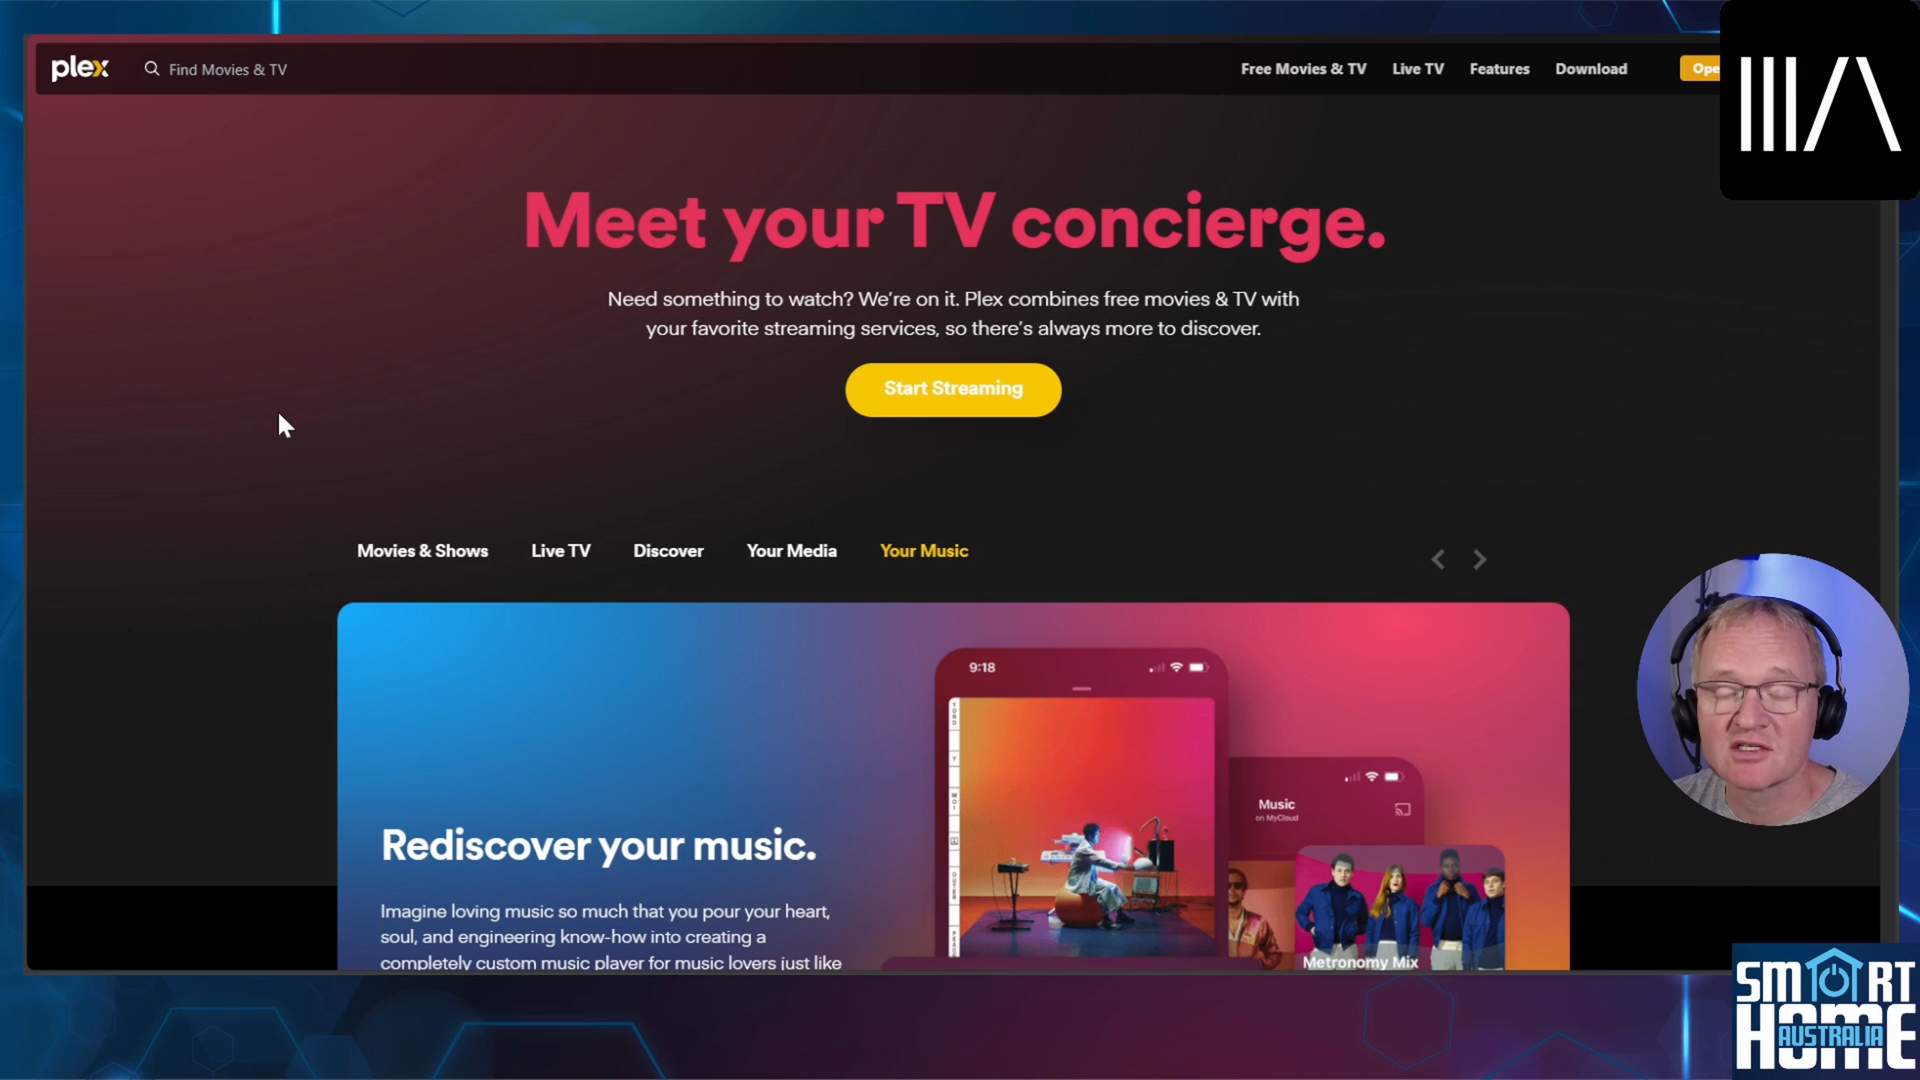 plex
Find Movies & TV
Free Movies & TV
Live TV
Features
Download
Ope
Meet your TV concierge.
Need something to watch? We're on it. Plex combines free movies & TV with
your favorite streaming services, so there's always more to discover.
Start Streaming
Movies & Shows
Live TV
Discover
Your Media
Your Music
9:18
Music
on MyCloud
Rediscover your music.
Imagine loving music so much that you pour your heart,
soul, and engineering know-how into creating a
completely custom music player for music lovers just like
Metronomy Mix
SMART
HOME
AUSTRALIA